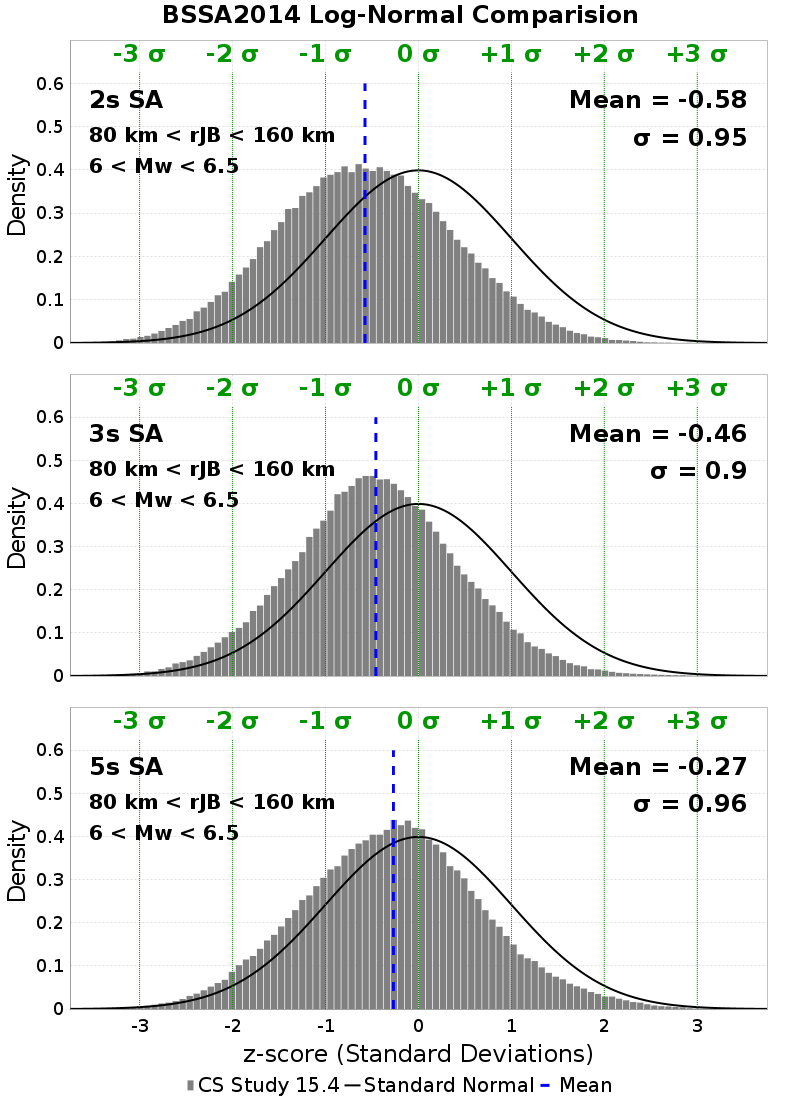 BSSA2014 Log-Normal Comparision
-3 σ -2 σ -1 σ 0 σ +1 σ +2 σ +3 σ
0.6
2s SA Mean = -0.58
0.5
80 km < rJB < 160 km σ = 0.95
6 < Mw < 6.5
0.4
0.3
0.2
0.1
0
Density
-3 σ -2 σ -1 σ 0 σ +1 σ +2 σ +3 σ
0.6
3s SA Mean = -0.46
0.5
80 km < rJB < 160 km σ = 0.9
6 < Mw < 6.5
0.4
0.3
0.2
0.1
0
Density
-3 σ -2 σ -1 σ 0 σ +1 σ +2 σ +3 σ
0.6
5s SA Mean = -0.27
0.5
80 km < rJB < 160 km σ = 0.96
6 < Mw < 6.5
0.4
0.3
0.2
0.1
0
Density
-3 -2 -1 0 1 2 3
z-score (Standard Deviations)
CS Study 15.4 Standard Normal Mean